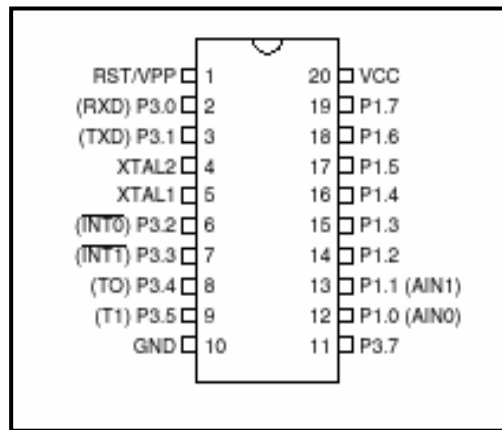 RST/VPP 1 20 VCC
(RXD) P3.0 2 19 P1.7
(TXD) P3.1 3 18 P1.6
XTAL2 4 17 P1.5
XTAL1 5 16 P1.4
(INT0) P3.2 6 15 P1.3
(INT1) P3.3 7 14 P1.2
(TO) P3.4 8 13 P1.1 (AIN1)
(T1) P3.5 9 12 P1.0 (AIN0)
GND 10 11 P3.7